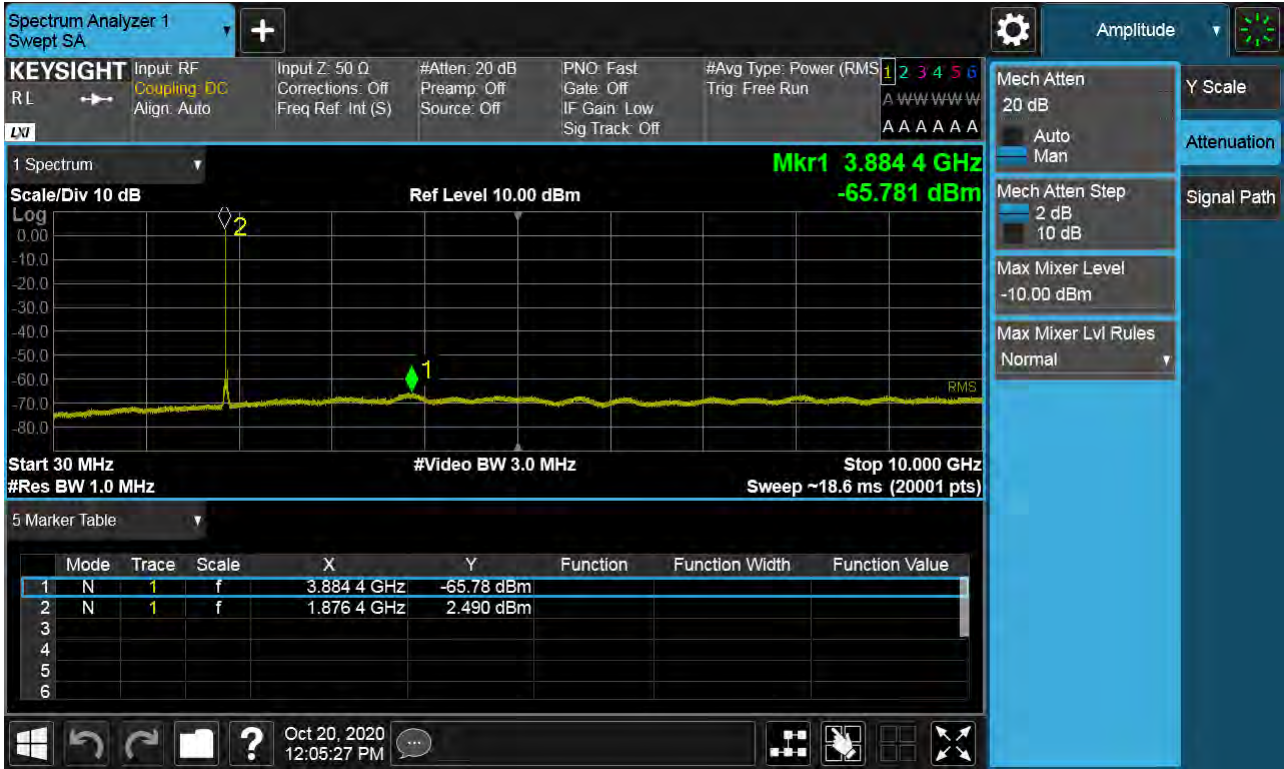 Spectrum Analyzer 1
Swept SA
+
Amplitude
KEYSIGHT
R L
LXI
Input: RF
Coupling: DC
Align: Auto
Input Z: 50 Ω
Corrections: Off
Freq Ref: Int (S)
#Atten: 20 dB
Preamp: Off
Source: Off
PNO: Fast
Gate: Off
IF Gain: Low
Sig Track: Off
#Avg Type: Power (RMS
Trig: Free Run
1 2 3 4 5 6
A W W W W W
A A A A A A
Mech Atten
20 dB
Auto
Man
Mech Atten Step
2 dB
10 dB
Max Mixer Level
-10.00 dBm
Max Mixer Lvl Rules
Normal
Y Scale
Attenuation
Signal Path
1 Spectrum
Mkr1 3.884 4 GHz
Scale/Div 10 dB
Ref Level 10.00 dBm
-65.781 dBm
Log
0.00
-10.0
-20.0
-30.0
-40.0
-50.0
-60.0
-70.0
-80.0
2
1
RMS
Start 30 MHz
#Video BW 3.0 MHz
Stop 10.000 GHz
#Res BW 1.0 MHz
Sweep ~18.6 ms (20001 pts)
5 Marker Table
Mode Trace Scale X Y Function Function Width Function Value
1 N 1 f 3.884 4 GHz -65.78 dBm
2 N 1 f 1.876 4 GHz 2.490 dBm
3
4
5
6
?
Oct 20, 2020
12:05:27 PM